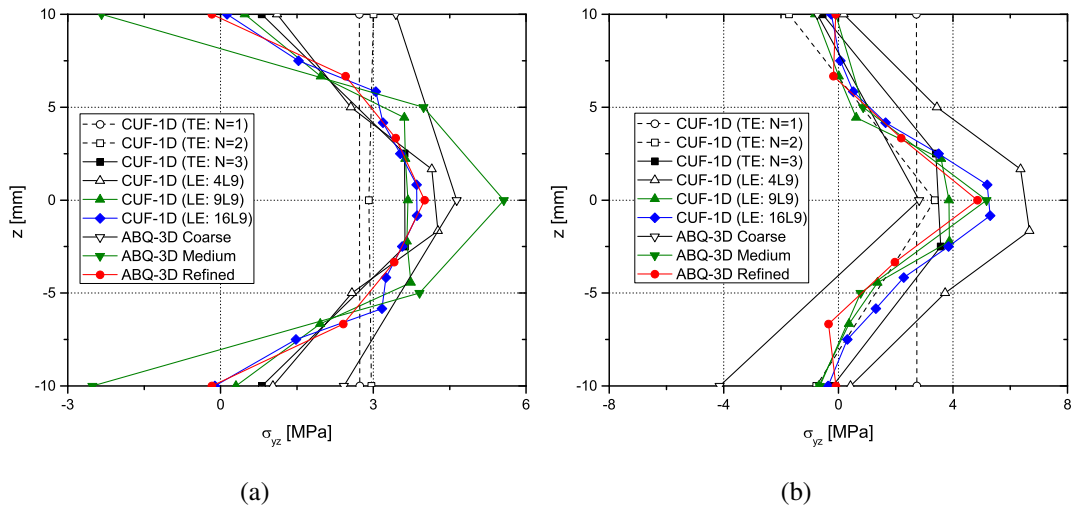 10
5
0
-5
-10
z [mm]
CUF-1D (TE: N=1)
CUF-1D (TE: N=2)
CUF-1D (TE: N=3)
CUF-1D (LE: 4L9)
CUF-1D (LE: 9L9)
CUF-1D (LE: 16L9)
ABQ-3D Coarse
ABQ-3D Medium
ABQ-3D Refined
-3 0 3 6
σyz [MPa]
(a)
10
5
0
-5
-10
z [mm]
CUF-1D (TE: N=1)
CUF-1D (TE: N=2)
CUF-1D (TE: N=3)
CUF-1D (LE: 4L9)
CUF-1D (LE: 9L9)
CUF-1D (LE: 16L9)
ABQ-3D Coarse
ABQ-3D Medium
ABQ-3D Refined
-8 -4 0 4 8
σyz [MPa]
(b)